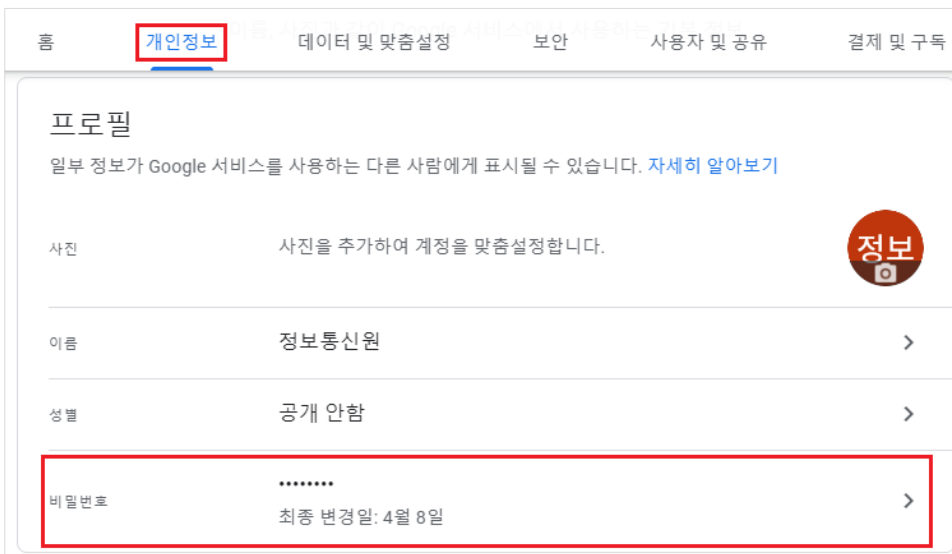 홈 개인정보 데이터 및 맞춤설정 보안 사용자 및 공유 결제 및 구독
프로필
일부 정보가 Google 서비스를 사용하는 다른 사람에게 표시될 수 있습니다. 자세히 알아보기
사진 사진을 추가하여 계정을 맞춤설정합니다. 정보
이름 정보통신원
성별 공개 안함
비밀번호 ••••••••
최종 변경일: 4월 8일